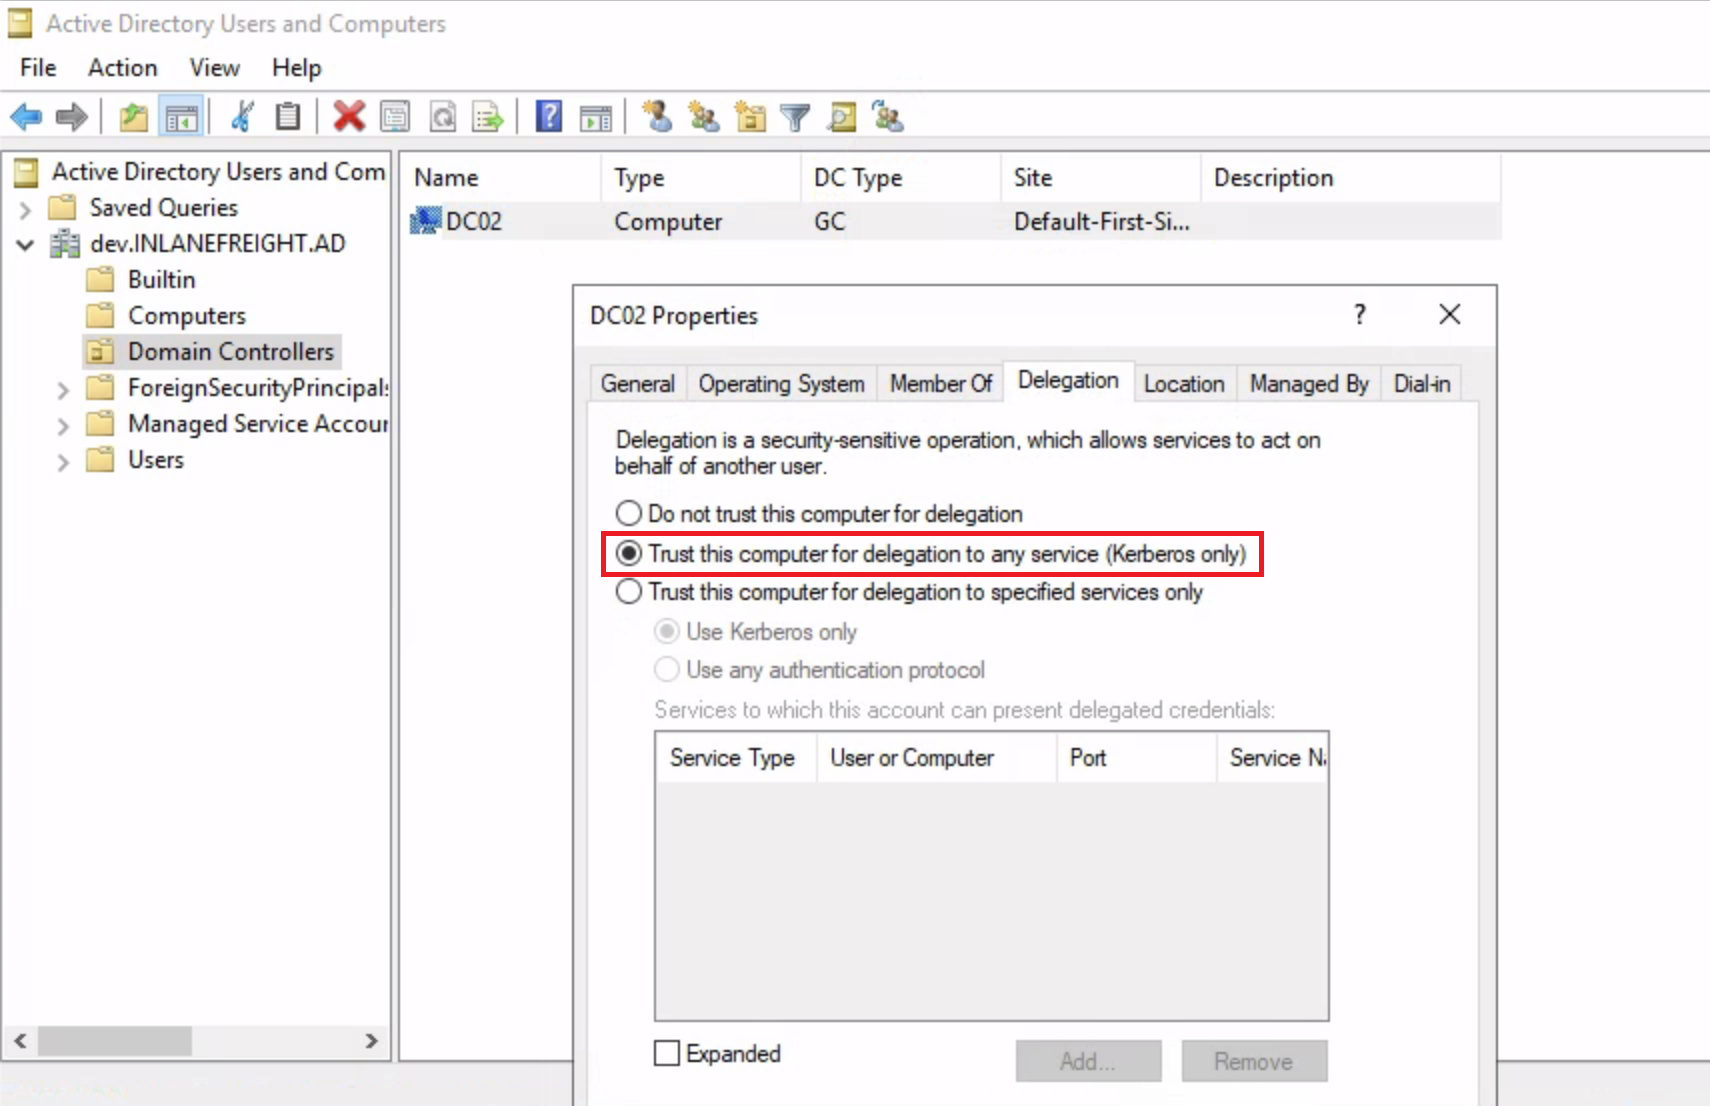 Active Directory Users and Computers
File Action View Help
Active Directory Users and Com
Saved Queries
dev.INLANEFREIGHT.AD
Builtin
Computers
Domain Controllers
ForeignSecurityPrincipals
Managed Service Accour
Users
Name Type DC Type Site Description
DC02 Computer GC Default-First-Si...
DC02 Properties ?
General Operating System Member Of Delegation Location Managed By Dial-in
Delegation is a security-sensitive operation, which allows services to act on
behalf of another user.
Do not trust this computer for delegation
Trust this computer for delegation to any service (Kerberos only)
Trust this computer for delegation to specified services only
Use Kerberos only
Use any authentication protocol
Services to which this account can present delegated credentials:
Service Type User or Computer Port Service Na
Expanded Add... Remove